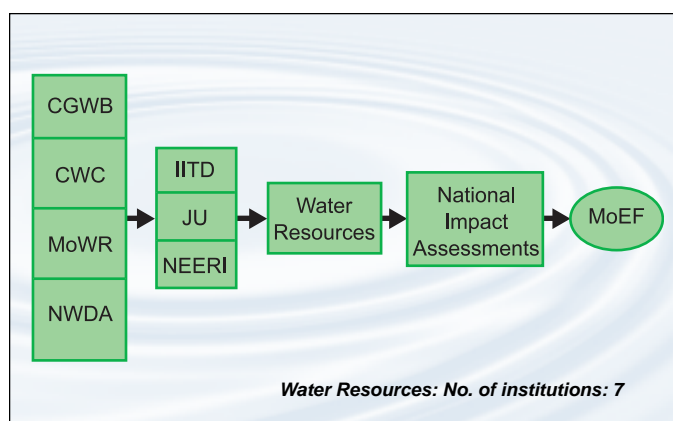 CGWB
CWC
MoWR
NWDA
IITD
JU
NEERI
Water
Resources
National
Impact
Assessments
MoEF
Water Resources: No. of institutions: 7